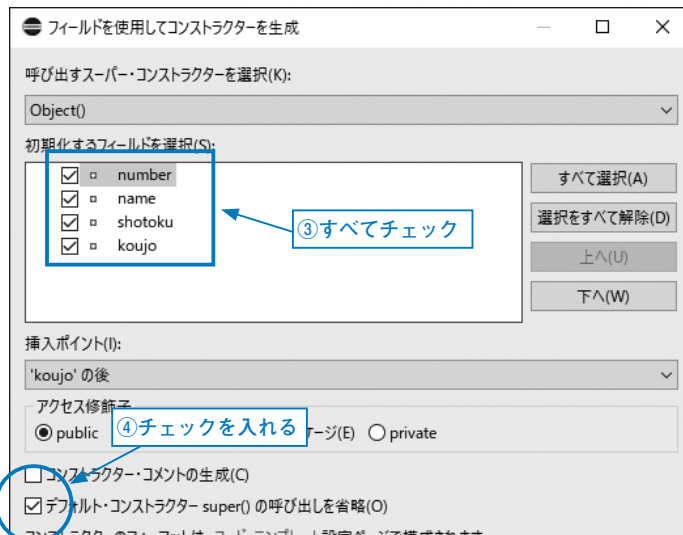 フィールドを使用してコンストラクターを生成
呼び出すスーパー・コンストラクターを選択(K):
Object()
初期化するフィールドを選択(S):
number
name
shotoku
koujo
③すべてチェック
すべて選択(A)
選択をすべて解除(D)
上へ(U)
下へ(W)
挿入ポイント(I):
'koujo' の後
アクセス修飾子
public
④チェックを入れる
ケージ(E)
private
コンストラクター・コメントの生成(C)
デフォルト・コンストラクター super() の呼び出しを省略(O)